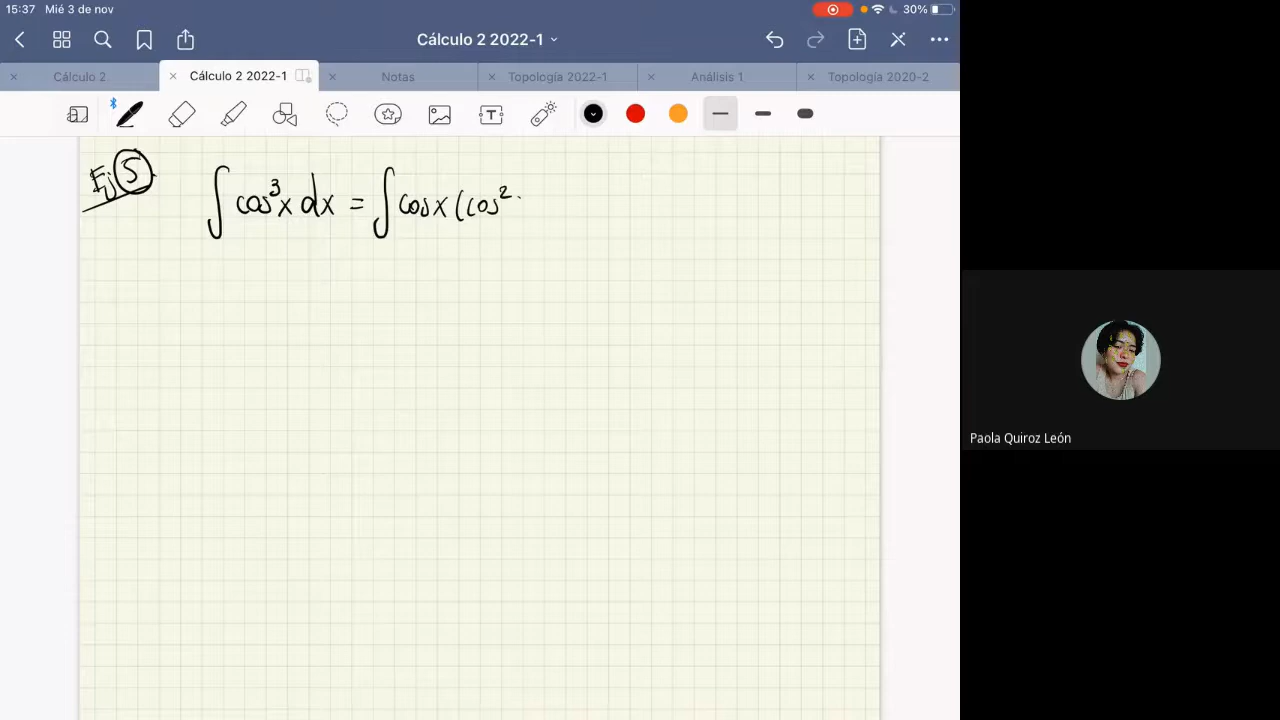 15:37 Mié 3 de nov 30%
Cálculo 2 2022-1
Cálculo 2 Cálculo 2 2022-1 Notas Topología 2022-1 Análisis 1 Topología 2020-2
T
Ej 5 ∫ cos³x dx = ∫ cosx (cos²
Paola Quiroz León